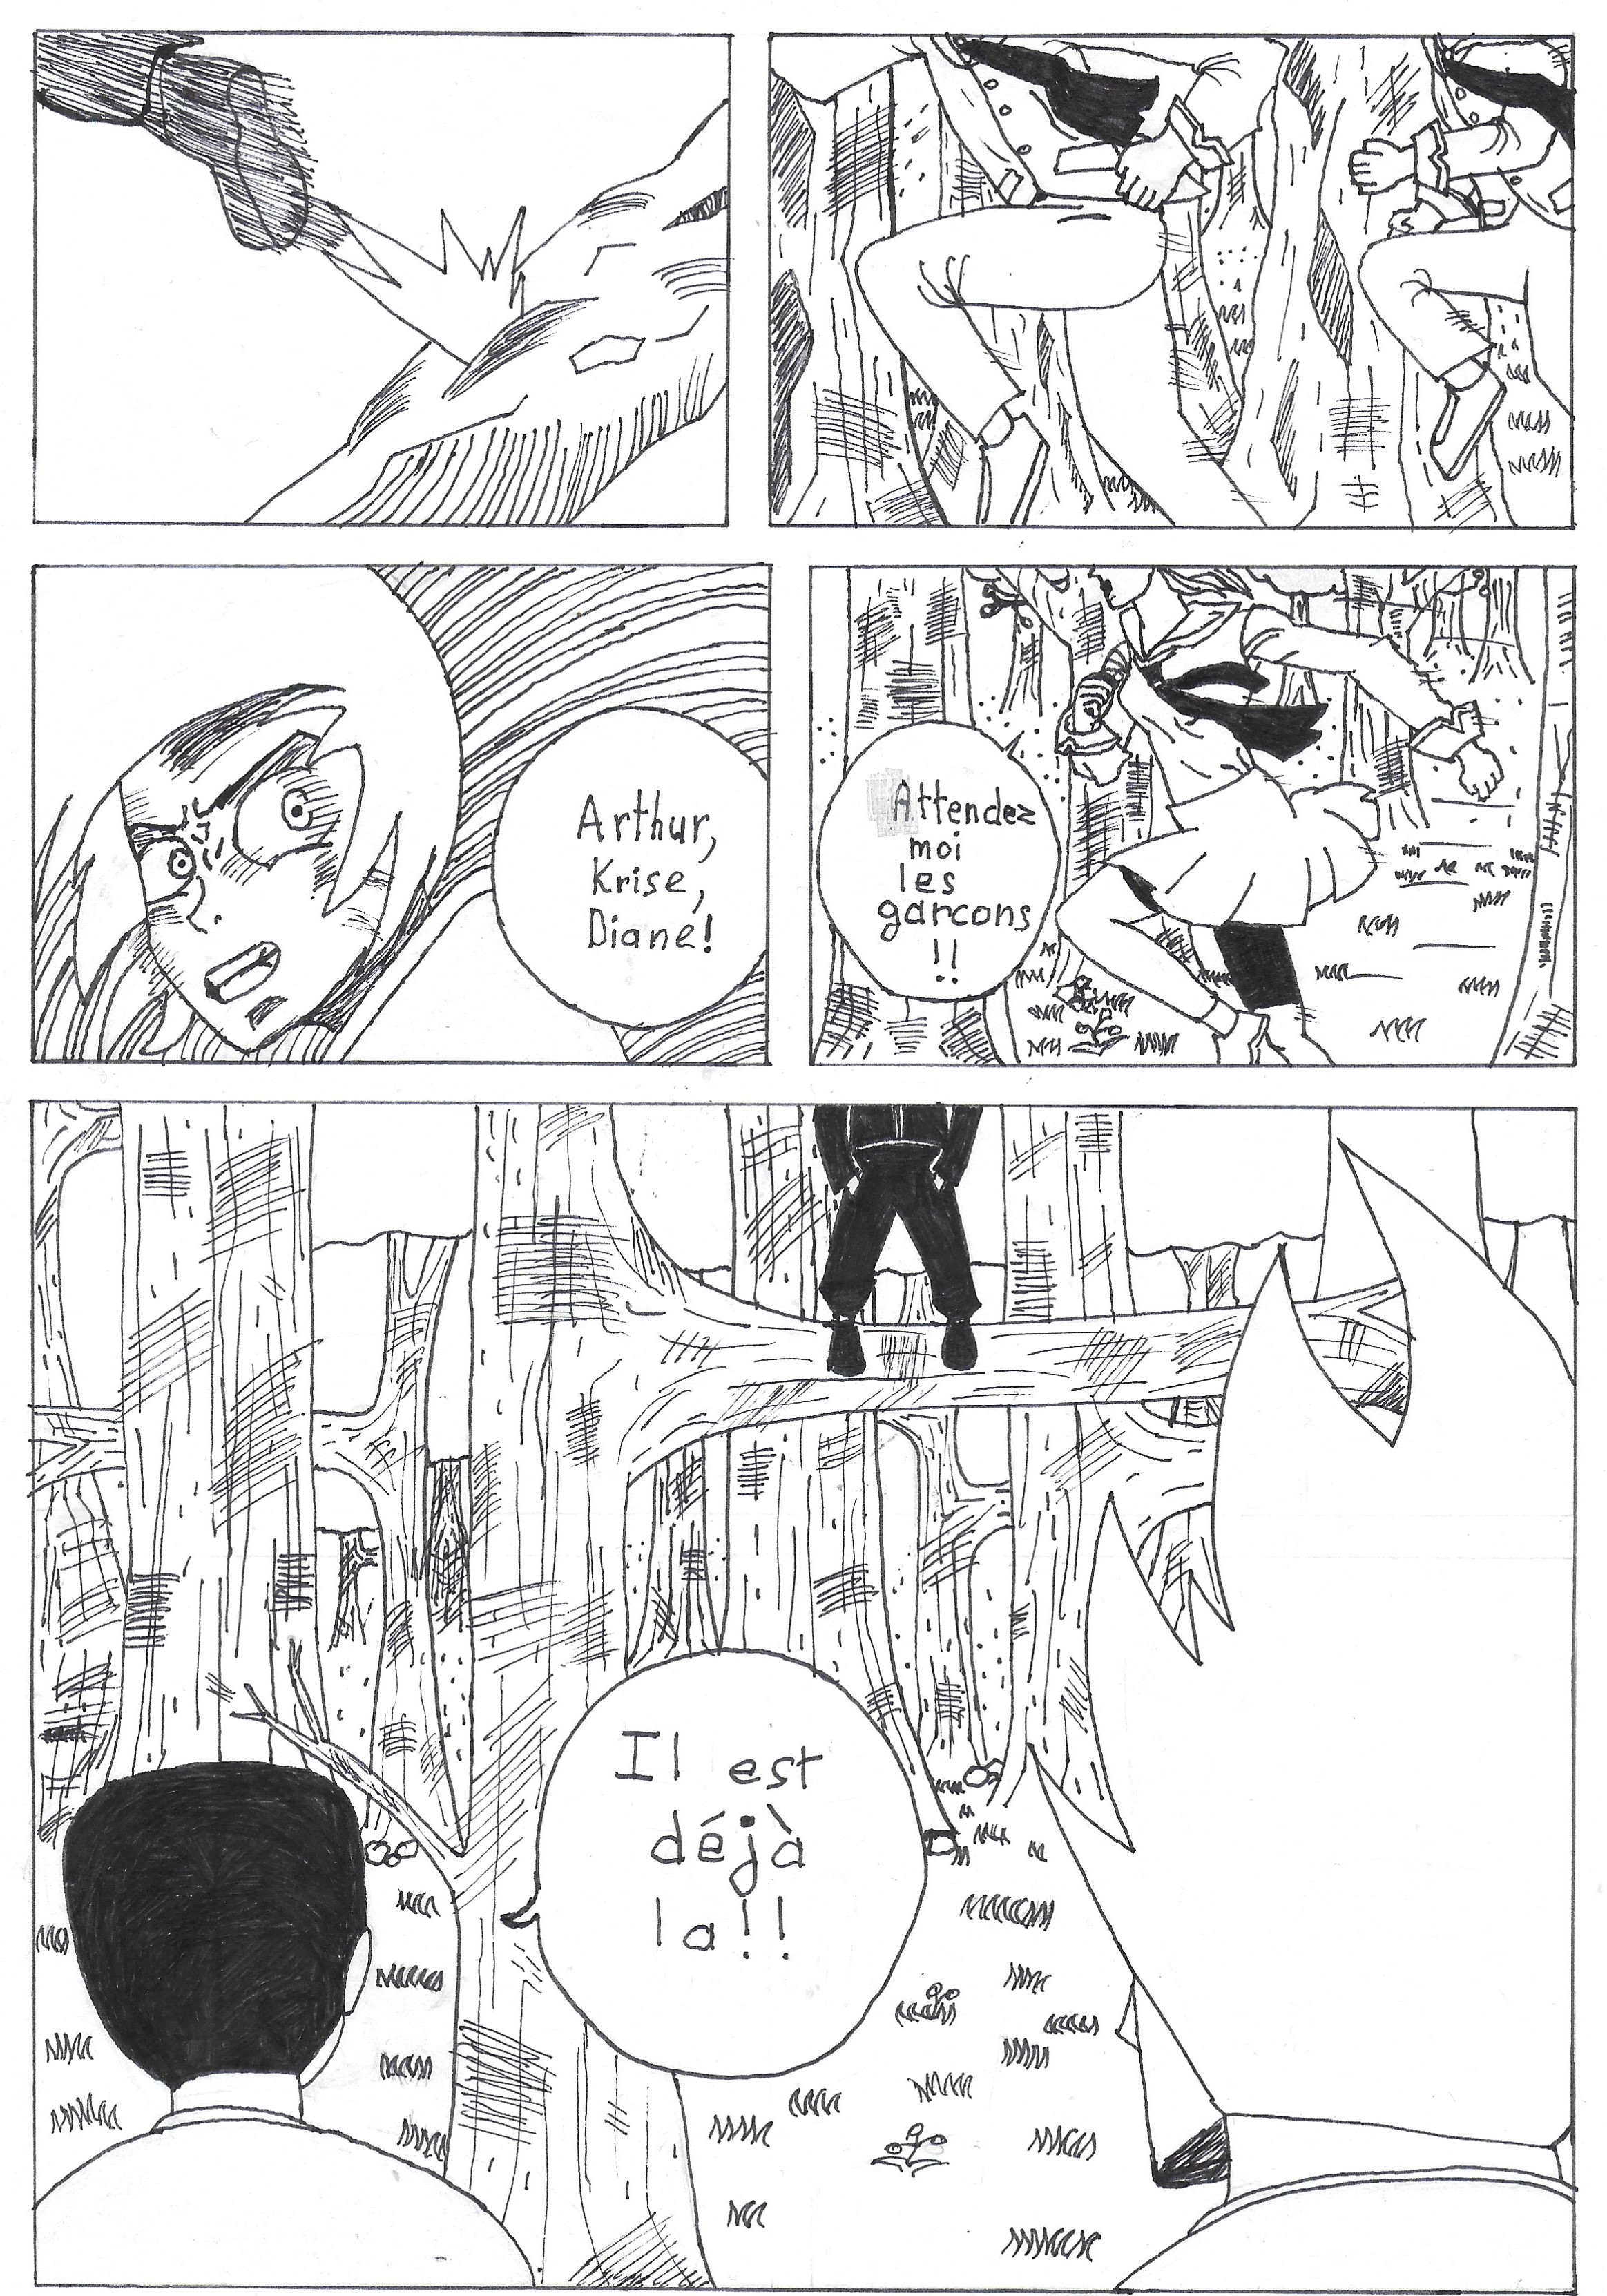 Arthur,
Krise,
Diane!
Attendez
moi
les
garcons
!!
Il est
déjà
la!!